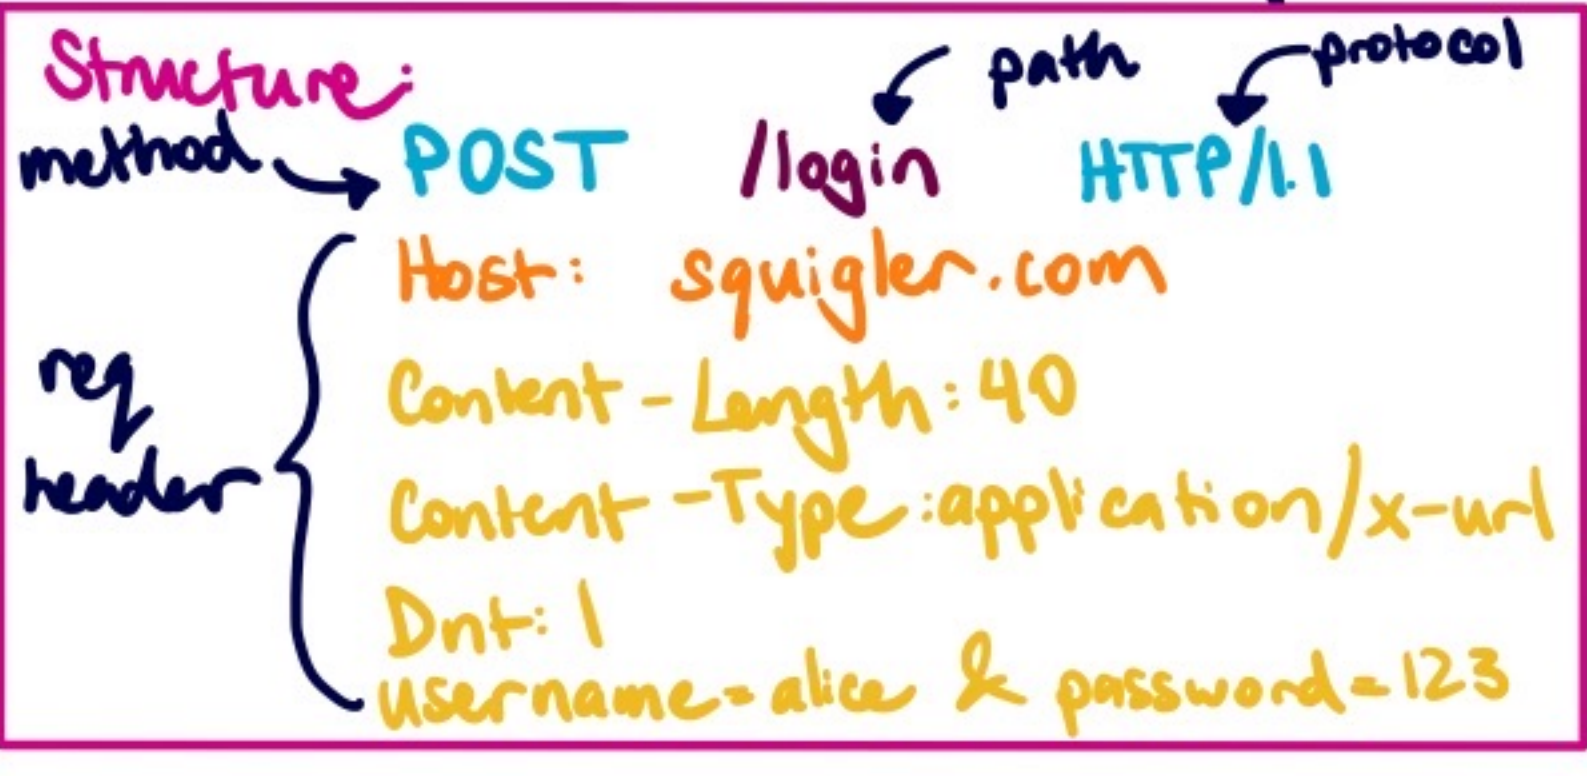 Structure:
path
protocol
method
POST /login HTTP/1.1
Host: squigler.com
req
header
Content-Length: 40
Content-Type: application/x-url
Dnt: 1
username=alice & password=123